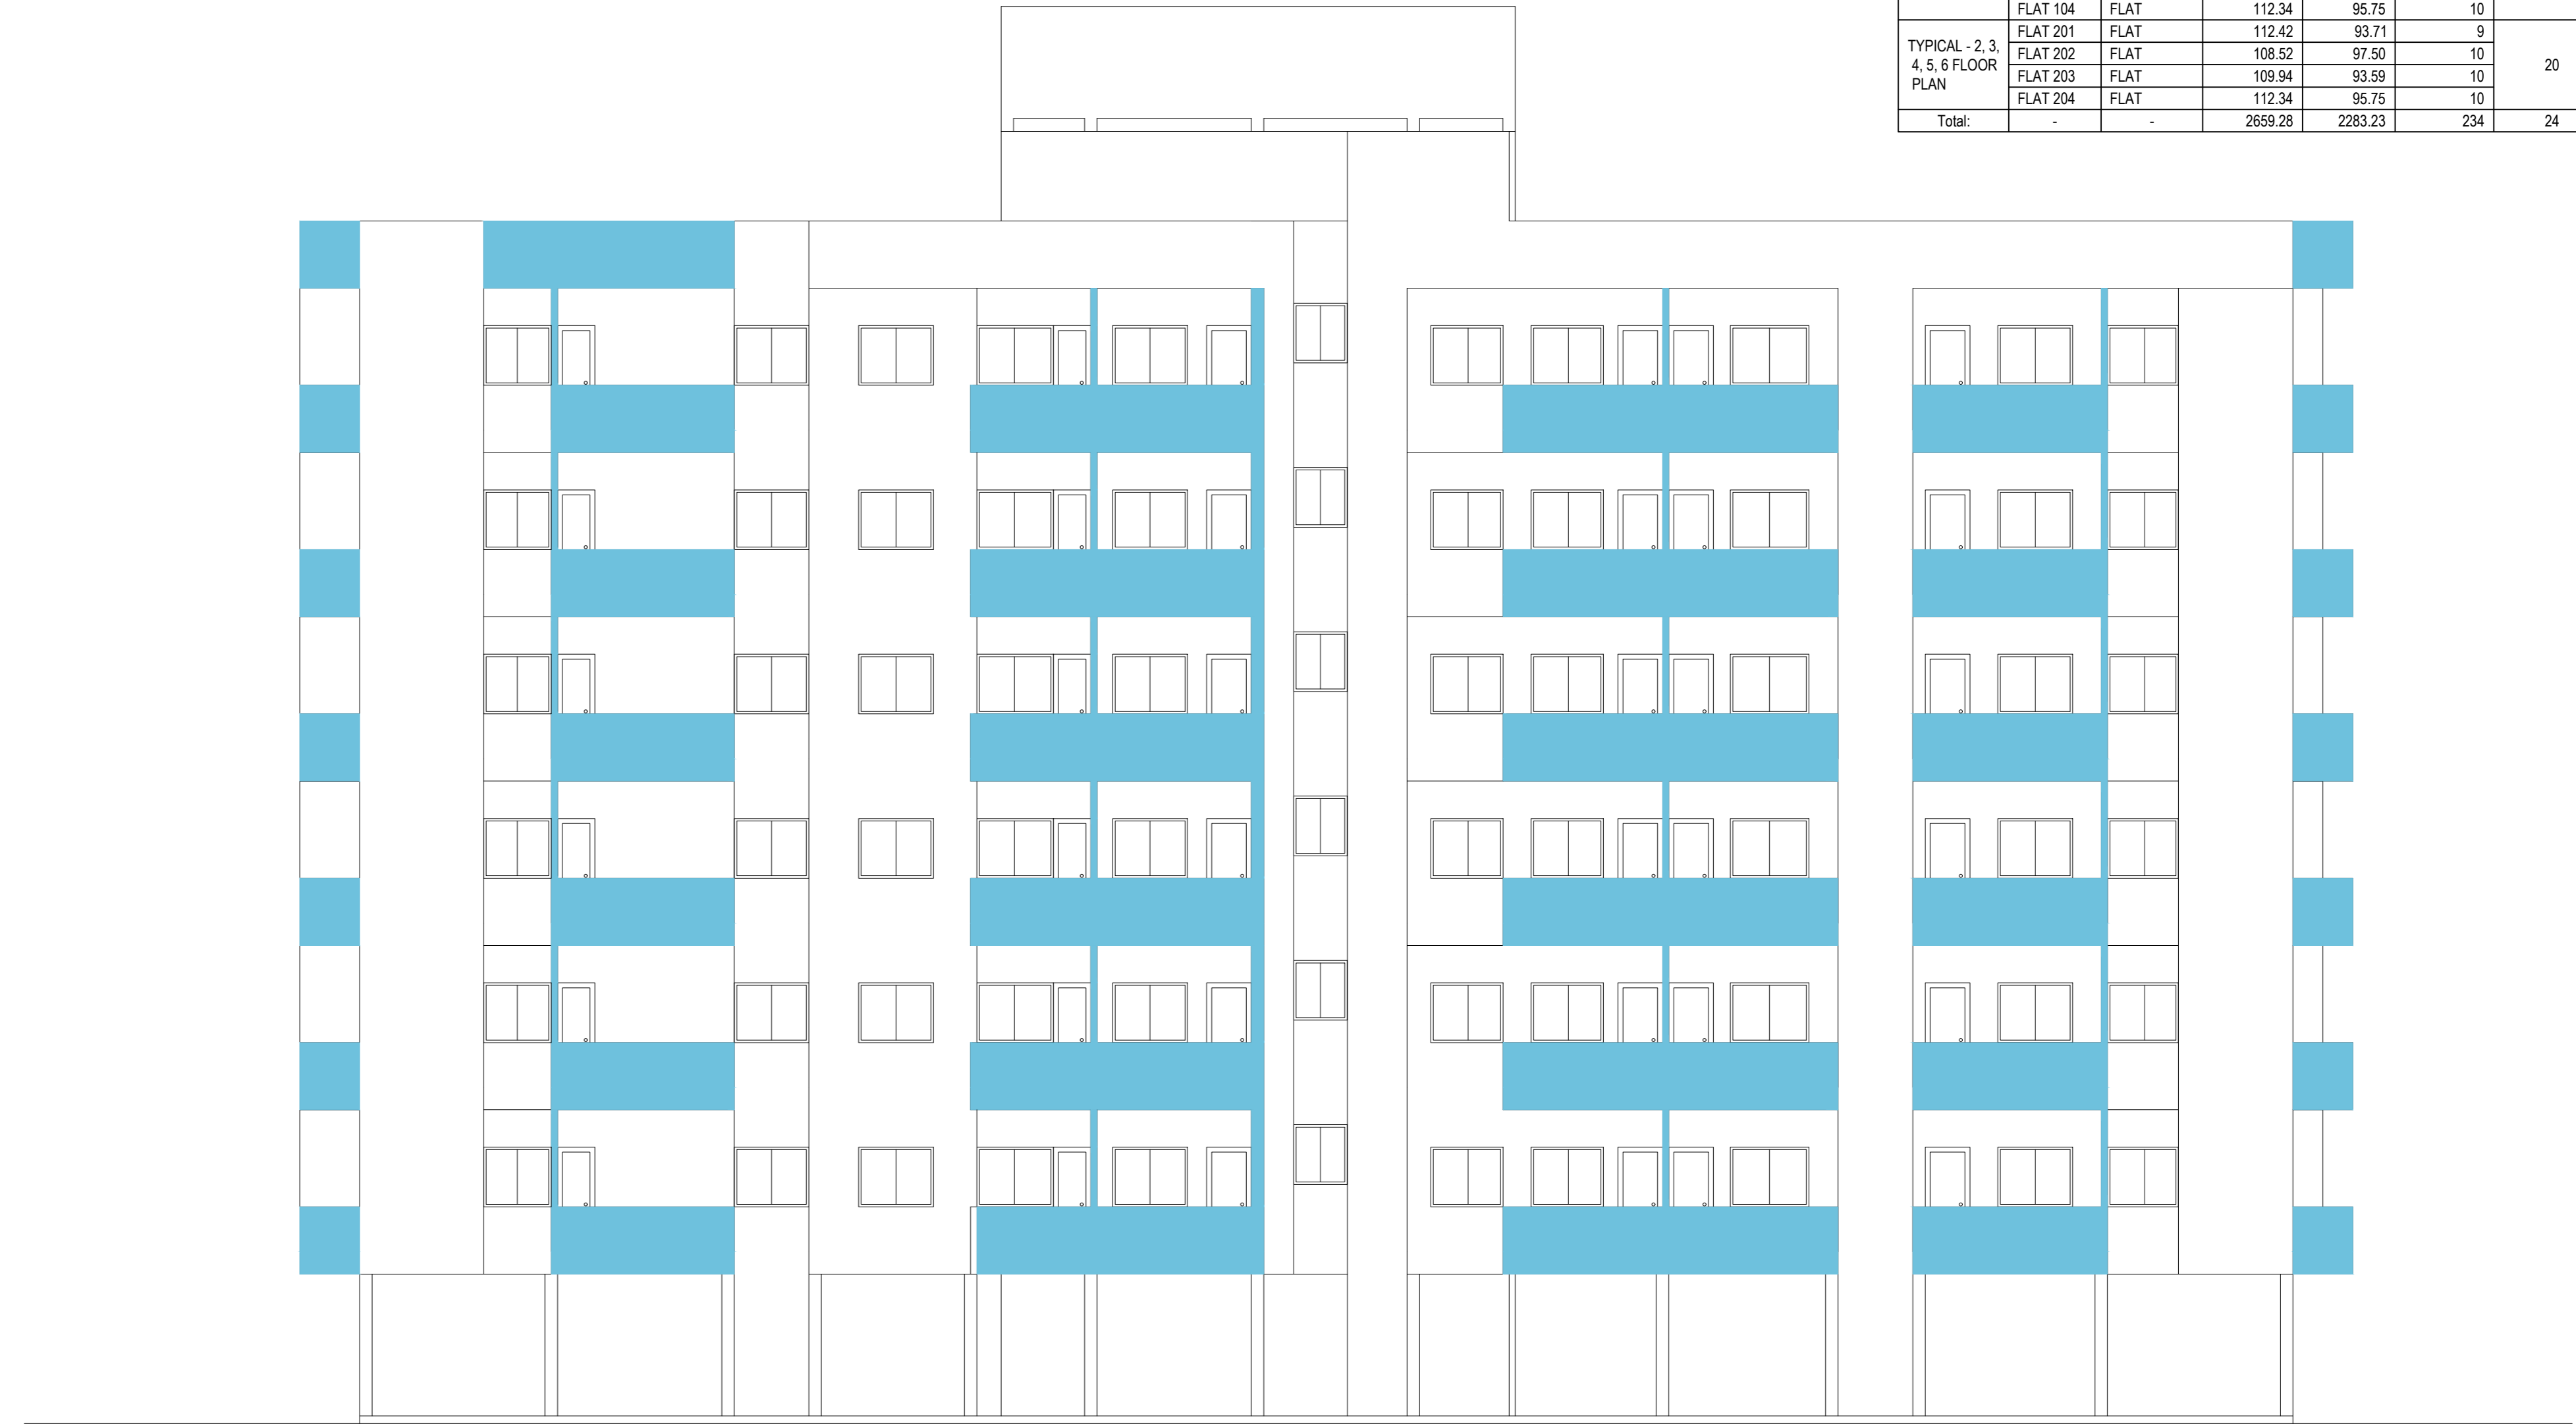 FLAT 104 FLAT 112.34 95.75 10
TYPICAL - 2, 3, 4, 5, 6 FLOOR PLAN
FLAT 201 FLAT 112.42 93.71 9 20
FLAT 202 FLAT 108.52 97.50 10
FLAT 203 FLAT 109.94 93.59 10
FLAT 204 FLAT 112.34 95.75 10
Total: - - 2659.28 2283.23 234 24